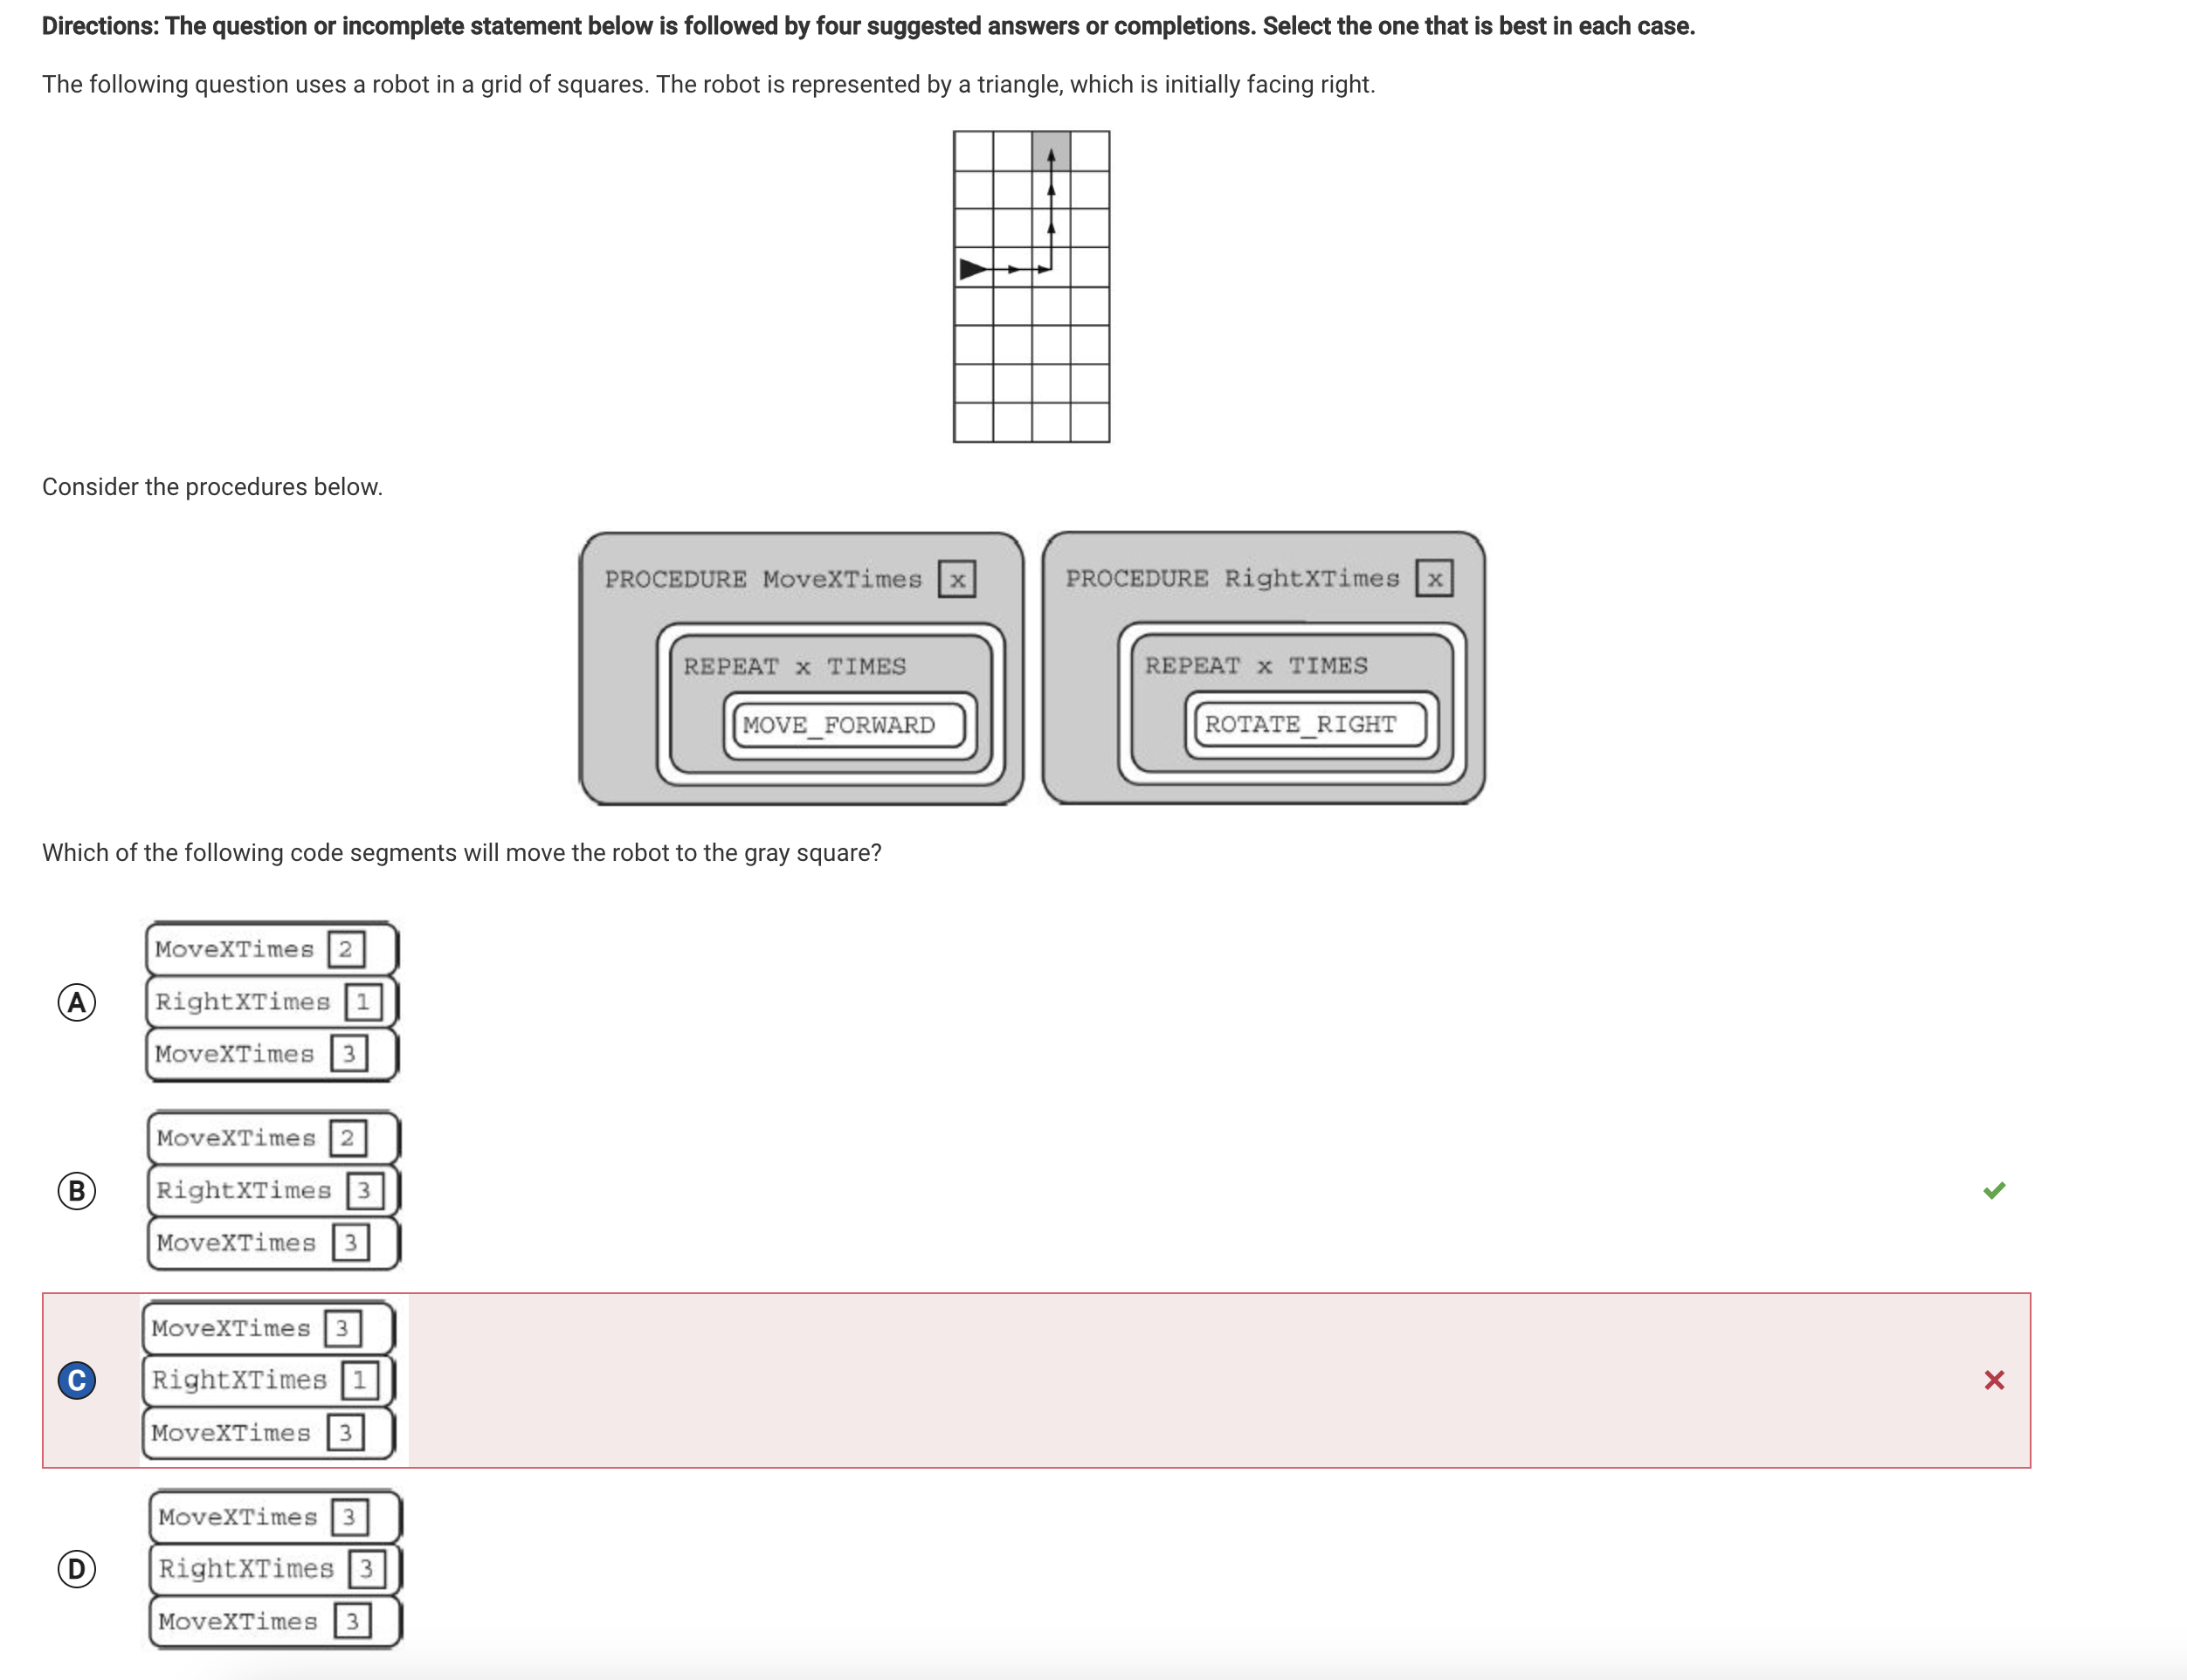 Directions: The question or incomplete statement below is followed by four suggested answers or completions. Select the one that is best in each case.
The following question uses a robot in a grid of squares. The robot is represented by a triangle, which is initially facing right.
Consider the procedures below.
PROCEDURE MoveXTimes x
REPEAT x TIMES
MOVE_FORWARD
PROCEDURE RightXTimes x
REPEAT x TIMES
ROTATE_RIGHT
Which of the following code segments will move the robot to the gray square?
A
MoveXTimes 2
RightXTimes 1
MoveXTimes 3
B
MoveXTimes 2
RightXTimes 3
MoveXTimes 3
C
MoveXTimes 3
RightXTimes 1
MoveXTimes 3
D
MoveXTimes 3
RightXTimes 3
MoveXTimes 3